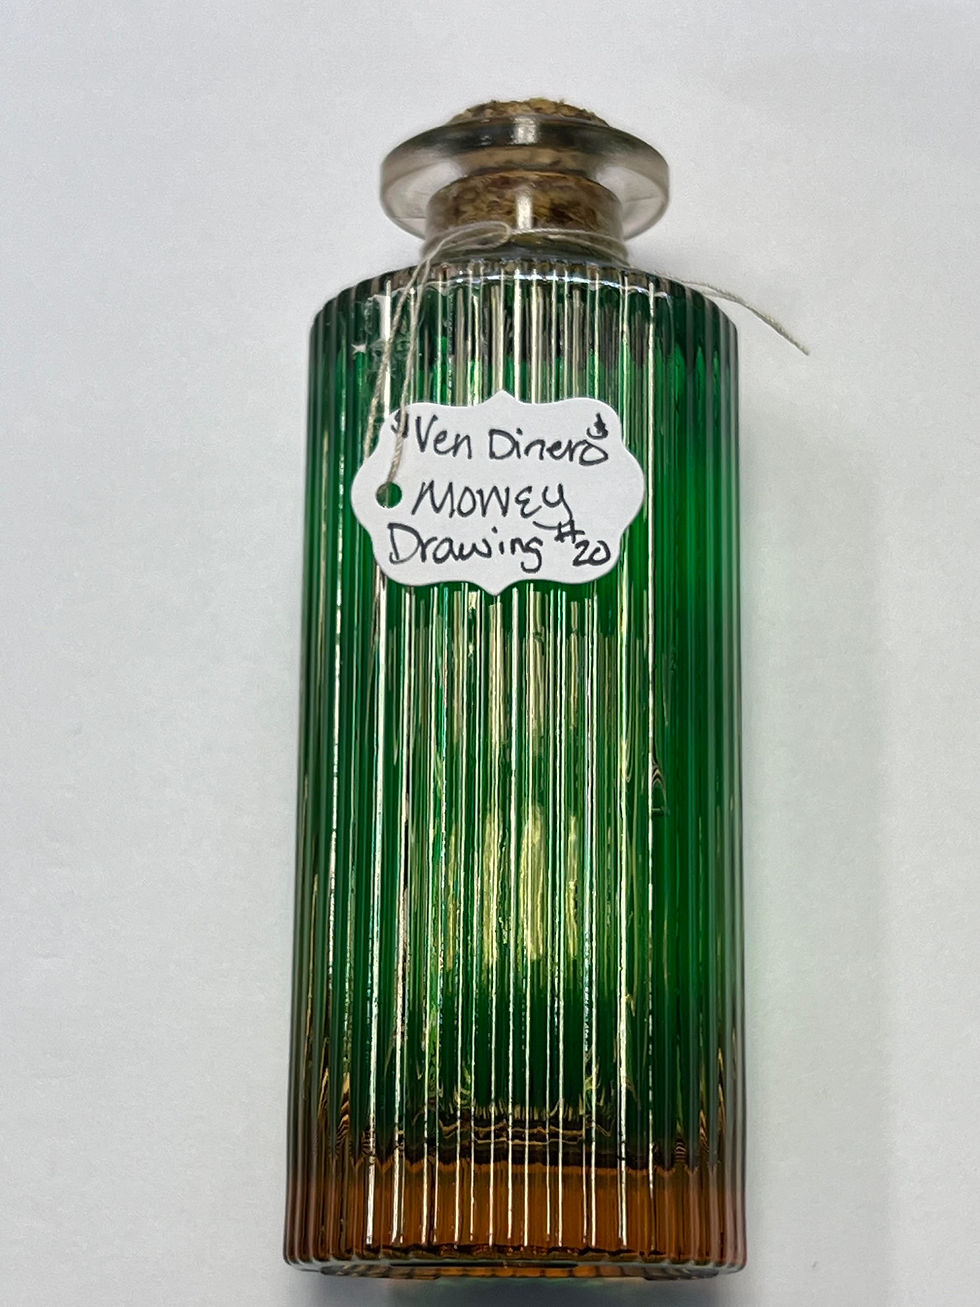 "Ven Dinero"
Money
Drawing #20